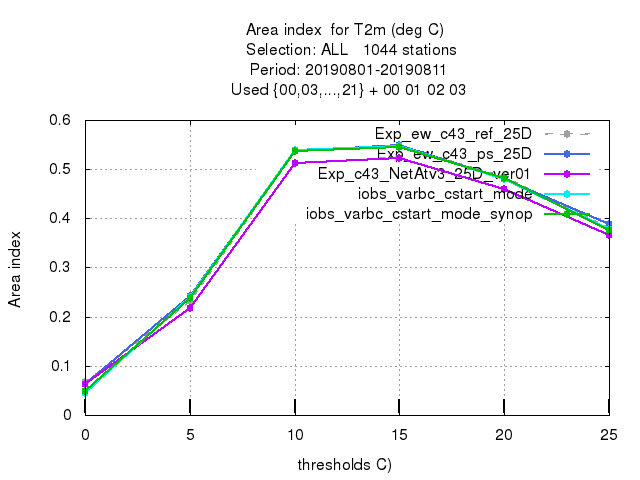 Area index  for T2m (deg C)
Selection: ALL   1044 stations
Period: 20190801-20190811
Used {00,03,...,21} + 00 01 02 03
0.6
0.5
0.4
0.3
0.2
0.1
0
Area index
Exp_ew_c43_ref_25D
Exp_ew_c43_ps_25D
Exp_c43_NetAtv3_25D_ver01
iobs_varbc_cstart_mode
iobs_varbc_cstart_mode_synop
0 5 10 15 20 25
thresholds C)